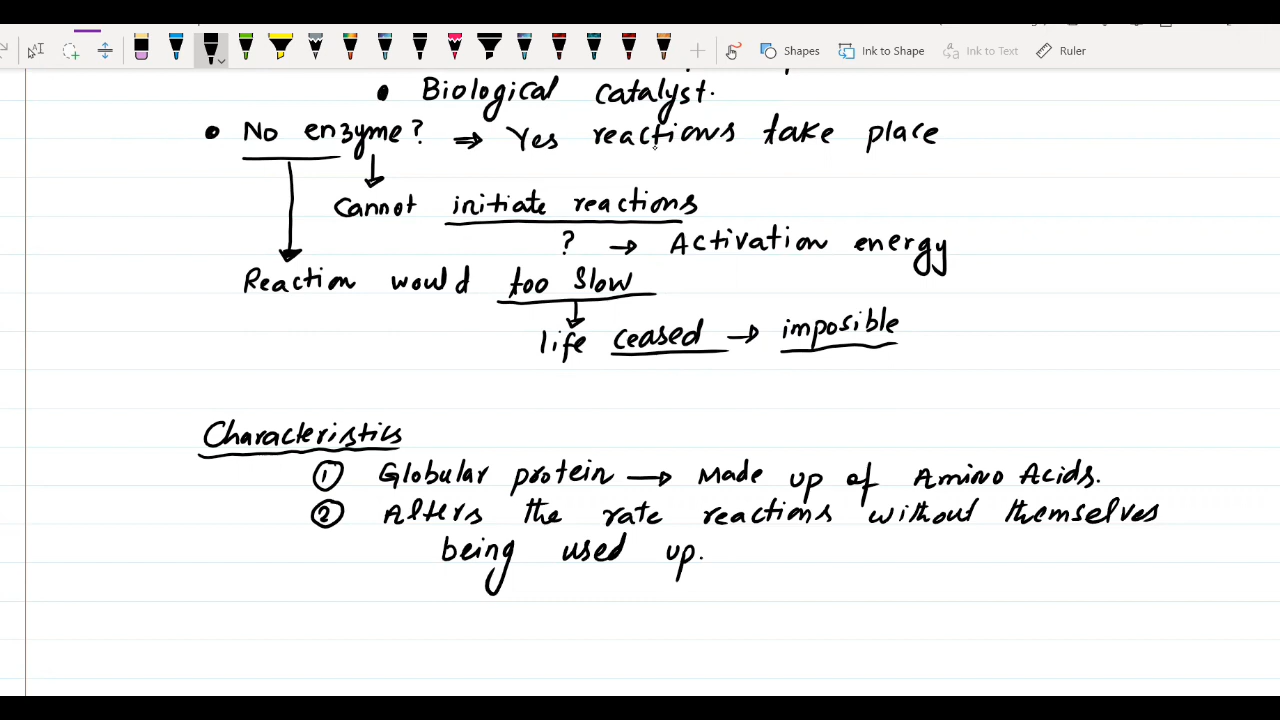 Shapes Ink to Shape Ink to Text Ruler
• Biological catalyst.
• No enzyme? ⇒ Yes reactions take place
Cannot initiate reactions
? → Activation energy
Reaction would too slow
life ceased → imposible
Characteristics
① Globular protein → Made up of Amino Acids.
② Alters the rate reactions without themselves
being used up.